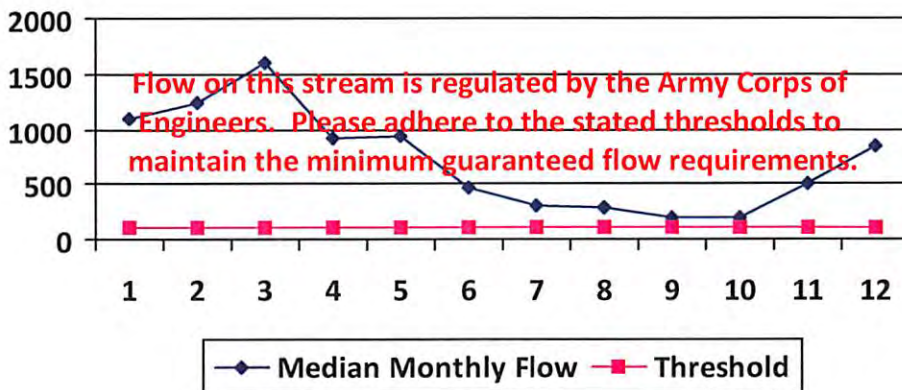 2000
1500
1000
500
0
Flow on this stream is regulated by the Army Corps of
Engineers. Please adhere to the stated thresholds to
maintain the minimum guaranteed flow requirements.
1 2 3 4 5 6 7 8 9 10 11 12
Median Monthly Flow Threshold